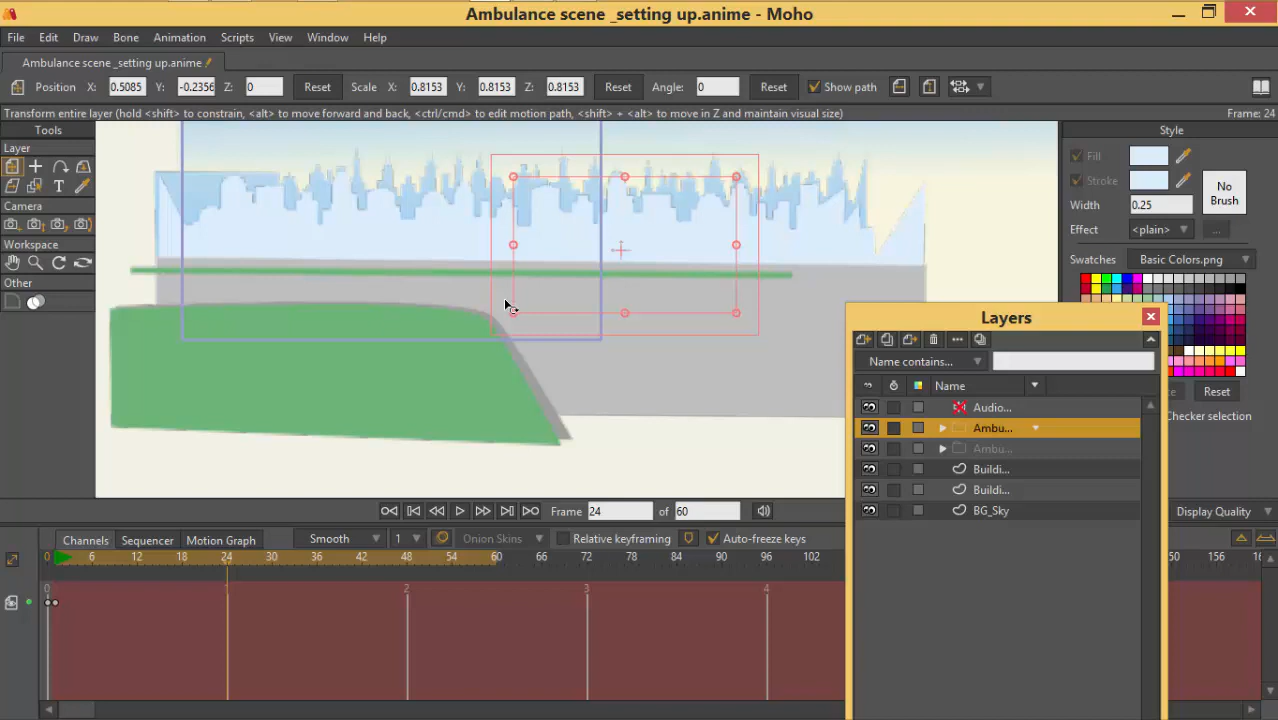 Ambulance scene _setting up.anime - Moho
File Edit Draw Bone Animation Scripts View Window Help
Ambulance scene _setting up.anime
Position X: 0.5085 Y: -0.2356 Z: 0 Reset Scale X: 0.8153 Y: 0.8153 Z: 0.8153 Reset Angle: 0 Reset Show path
Transform entire layer (hold <shift> to constrain, <alt> to move forward and back, <ctrl/cmd> to edit motion path, <shift> + <alt> to move in Z and maintain visual size) Frame: 24
Tools Style
Layer
Fill
Stroke
No
Brush
Width 0.25
Effect <plain> ...
Camera
Workspace
Swatches Basic Colors.png
Other
Layers
Name contains...
Name
Reset
Audio...
Checker selection
Ambu...
Ambu...
Buildi...
Buildi...
BG_Sky
Frame 24 of 60 Display Quality
Channels Sequencer Motion Graph Smooth 1 Onion Skins Relative keyframing Auto-freeze keys
0 6 12 18 24 30 36 42 48 54 60 66 72 78 84 90 96 102 50 156
0 1 2 3 4